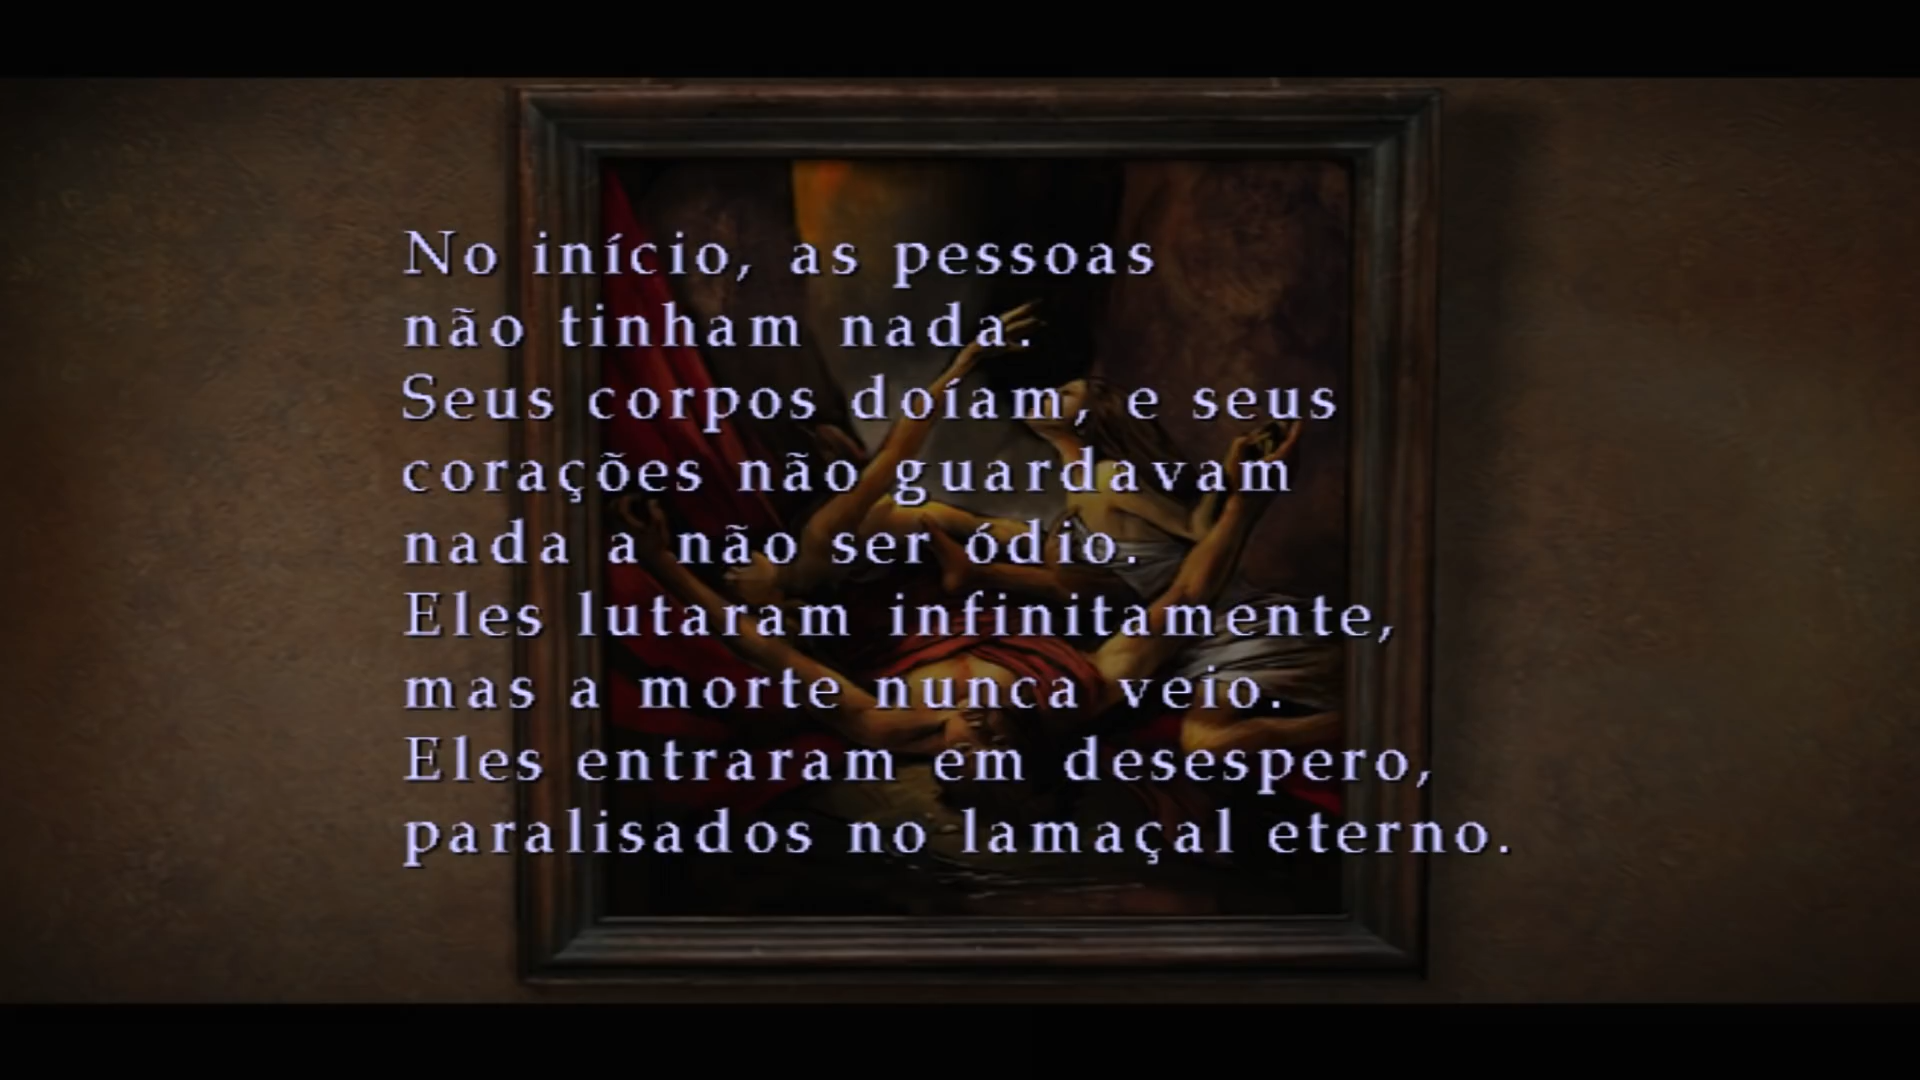 No início, as pessoas
não tinham nada.
Seus corpos doíam, e seus
corações não guardavam
nada a não ser ódio.
Eles lutaram infinitamente,
mas a morte nunca veio.
Eles entraram em desespero,
paralisados no lamaçal eterno.